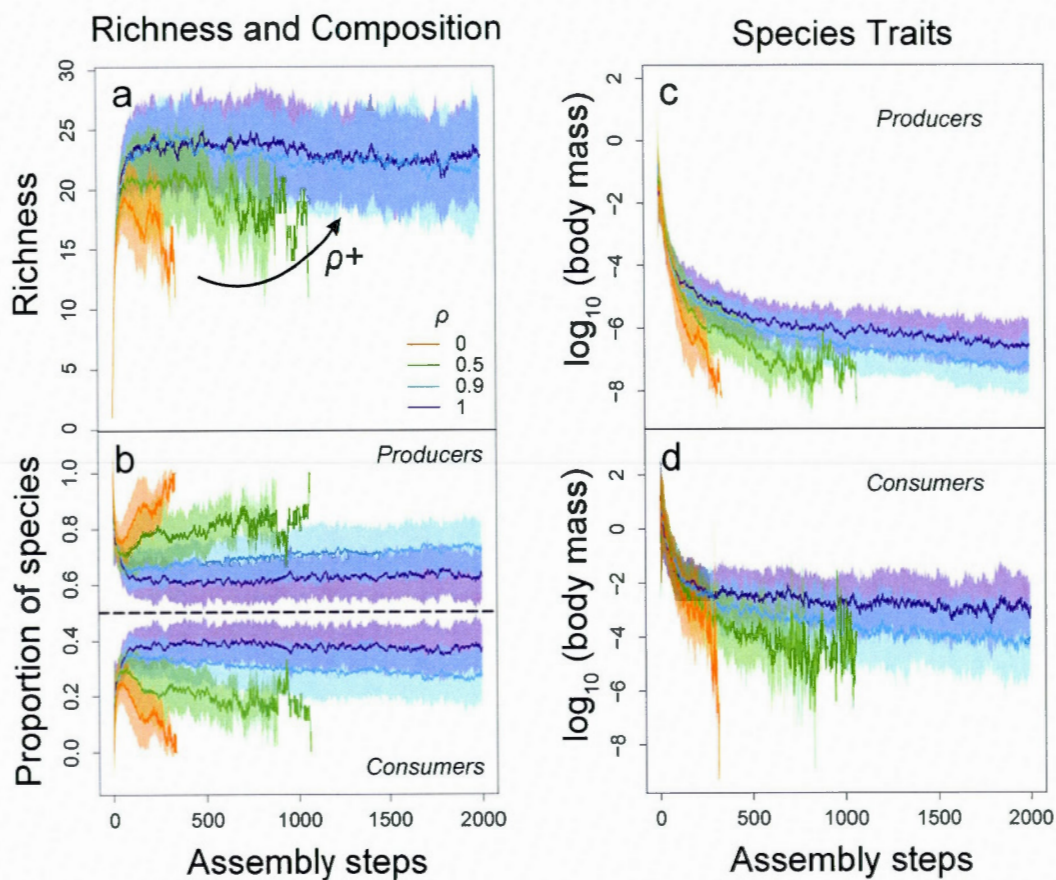 Richness and Composition
Species Traits
a
Richness
30
25
20
15
10
5
0
ρ+
ρ
0
0.5
0.9
1
b
Producers
Proportion of species
1.0
0.8
0.6
0.4
0.2
0.0
Consumers
0
500
1000
1500
2000
Assembly steps
c
Producers
log10 (body mass)
2
0
−2
−4
−6
−8
d
Consumers
log10 (body mass)
2
0
−2
−4
−6
−8
0
500
1000
1500
2000
Assembly steps